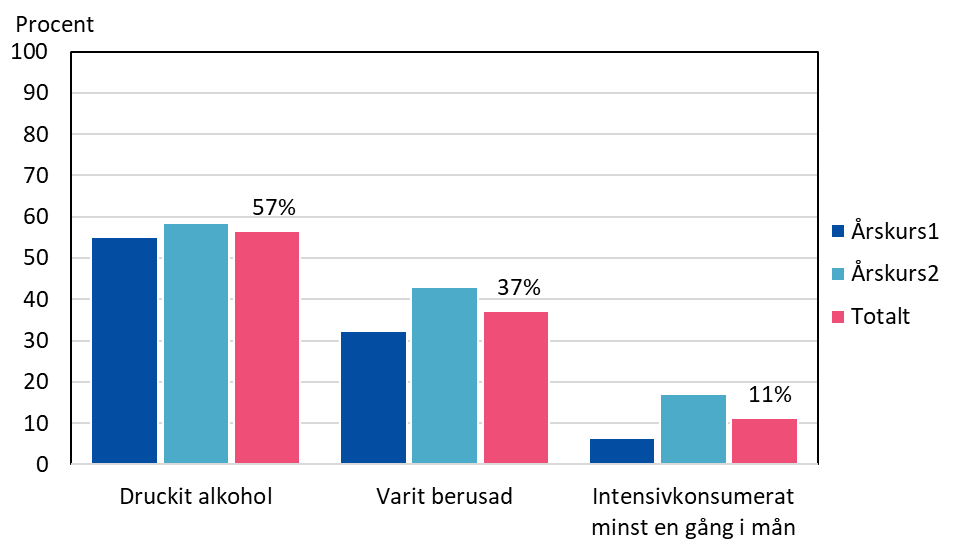 Procent
100
90
80
70
60
50
40
30
20
10
0
57%
37%
11%
Druckit alkohol
Varit berusad
Intensivkonsumerat
minst en gång i mån
Årskurs1
Årskurs2
Totalt